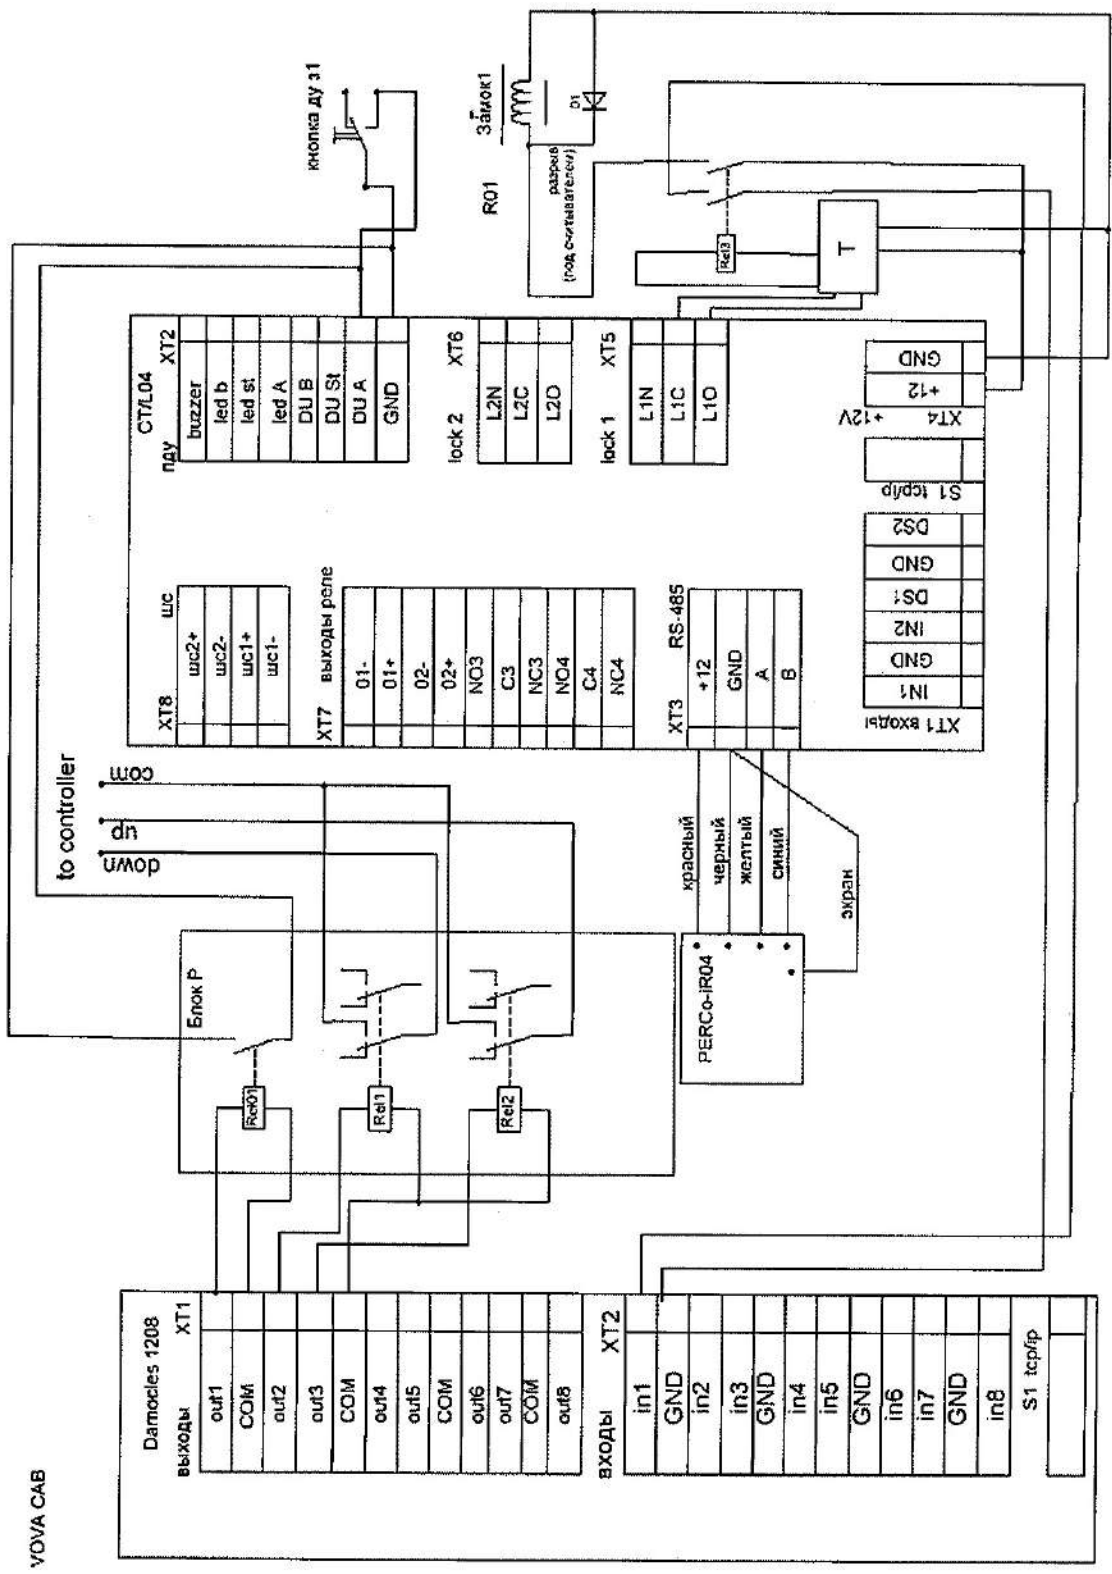 VOVA CAB
Damocles 1208
выходы XT1
out1
COM
out2
out3
COM
out4
out5
COM
out6
out7
COM
out8
входы XT2
in1
GND
in2
in3
GND
in4
in5
GND
in6
in7
GND
in8
S1 tcp/ip
Блок Р
Rel01
Rel1
Rel2
to controller
down
up
com
PERCo-IR04
красный
черный
желтый
синий
экран
CT/L04
XT8 шс
шс2+
шс2-
шс1+
шс1-
XT7 выходы реле
01-
01+
02-
02+
NO3
C3
NC3
NO4
C4
NC4
XT3 RS-485
+12
GND
A
B
XT1 входы
IN1
GND
IN2
DS1
GND
DS2
S1 tcp/ip
XT4 +12V
+12
GND
пду XT2
buzzer
led b
led st
led A
DU B
DU St
DU A
GND
lock 2 XT6
L2N
L2C
L2O
lock 1 XT5
L1N
L1C
L1O
кнопка ду з1
R01
Замок1
D1
разрыв
(под считывателем)
Rel3
T